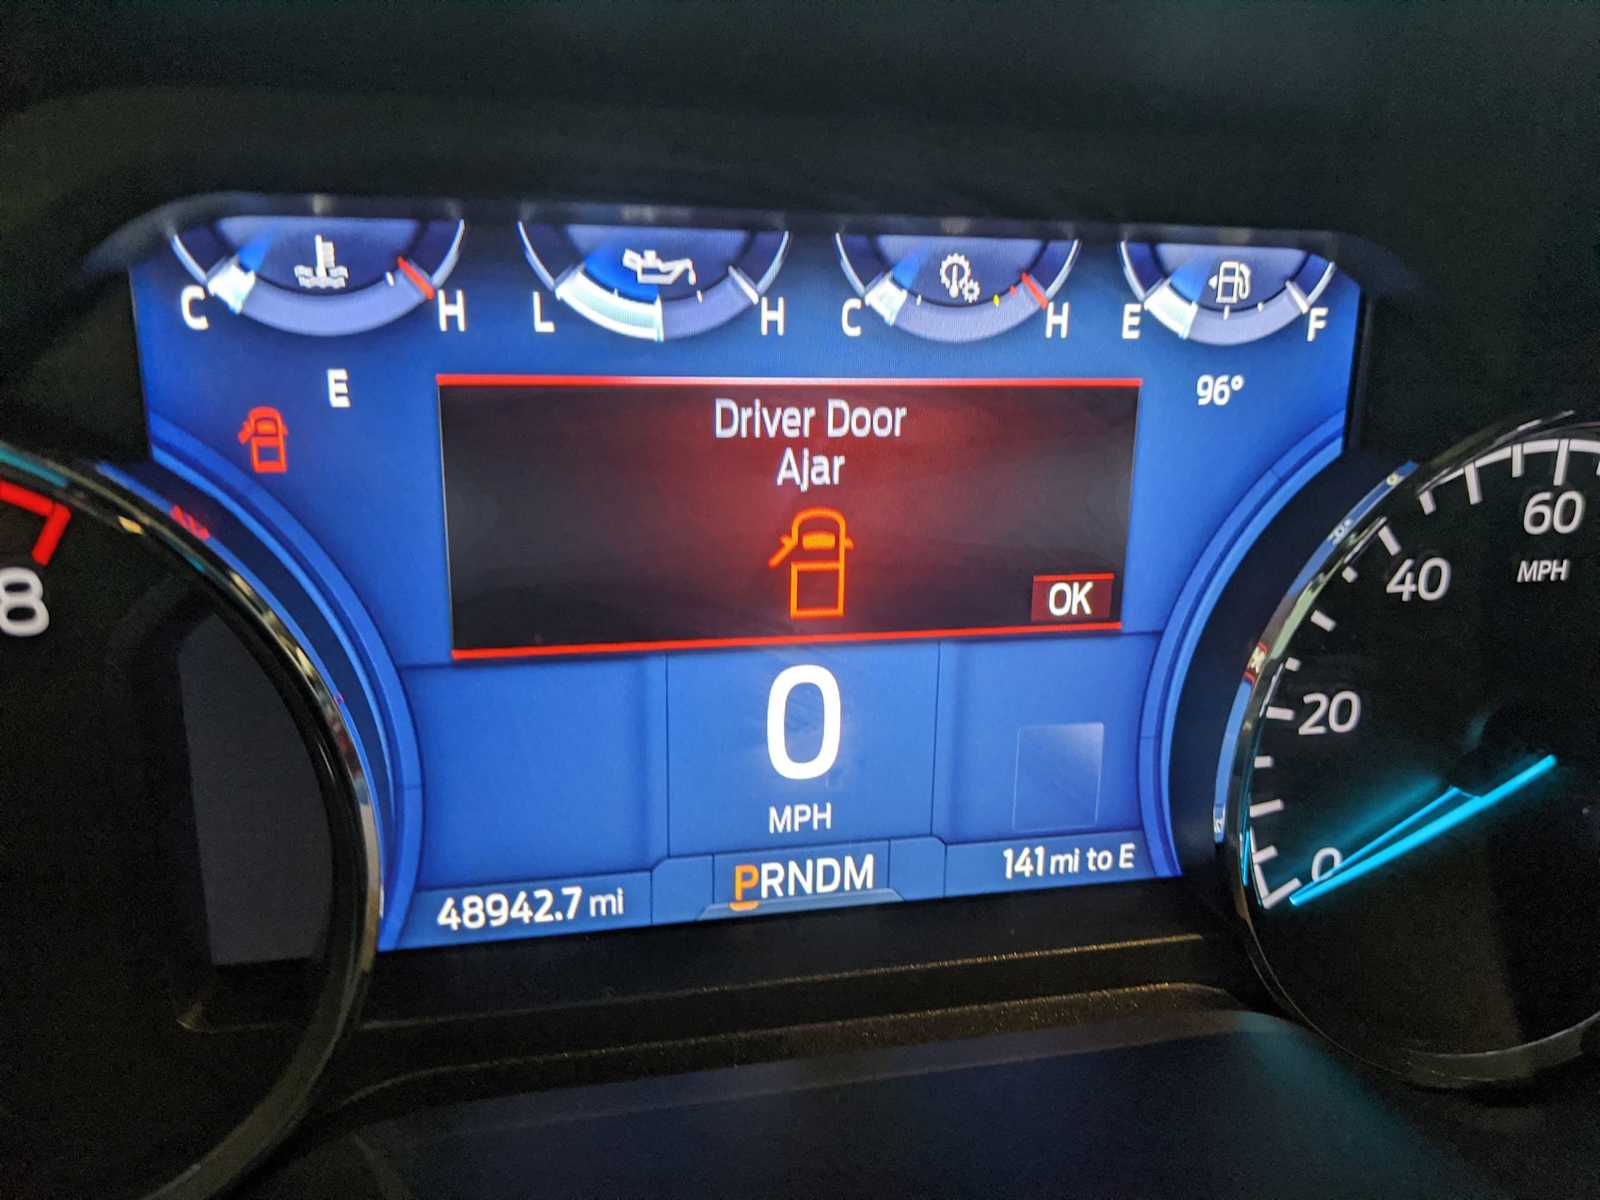 C H L H C H E F
E
96°
Driver Door
Ajar
OK
8
60
MPH
40
20
0
0
MPH
48942.7 mi
PRNDM
141 mi to E